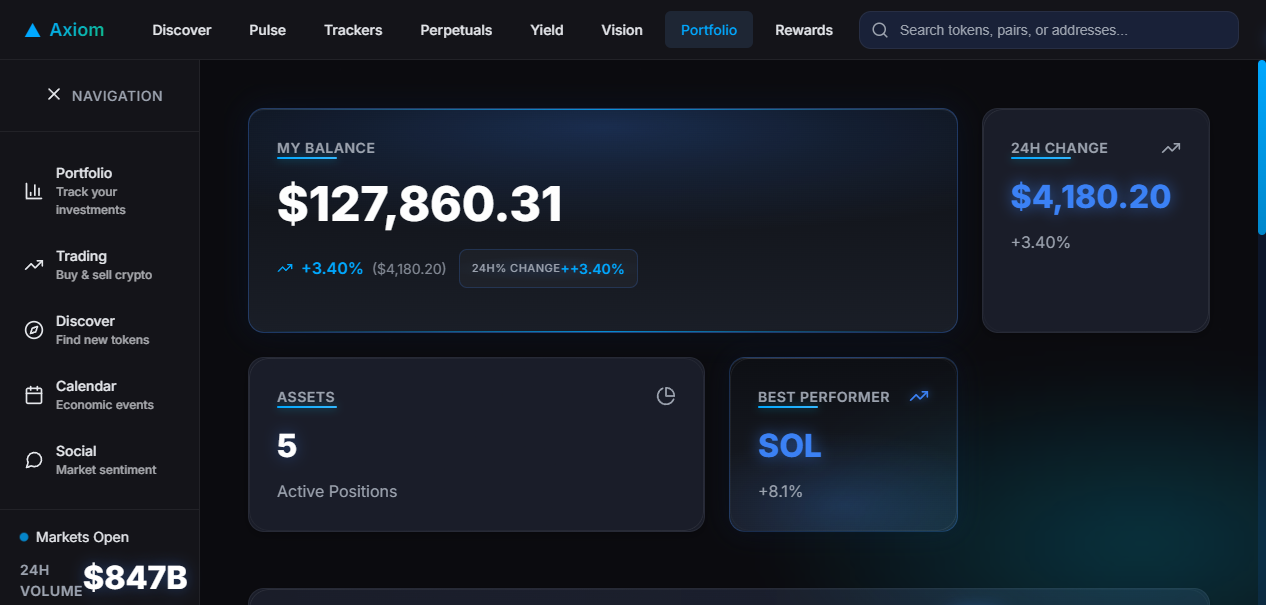 Axiom
Discover
Pulse
Trackers
Perpetuals
Yield
Vision
Portfolio
Rewards
Search tokens, pairs, or addresses...
NAVIGATION
Portfolio
Track your
investments
Trading
Buy & sell crypto
Discover
Find new tokens
Calendar
Economic events
Social
Market sentiment
Markets Open
24H
VOLUME
$847B
MY BALANCE
$127,860.31
+3.40% ($4,180.20)
24H% CHANGE++3.40%
24H CHANGE
$4,180.20
+3.40%
ASSETS
5
Active Positions
BEST PERFORMER
SOL
+8.1%